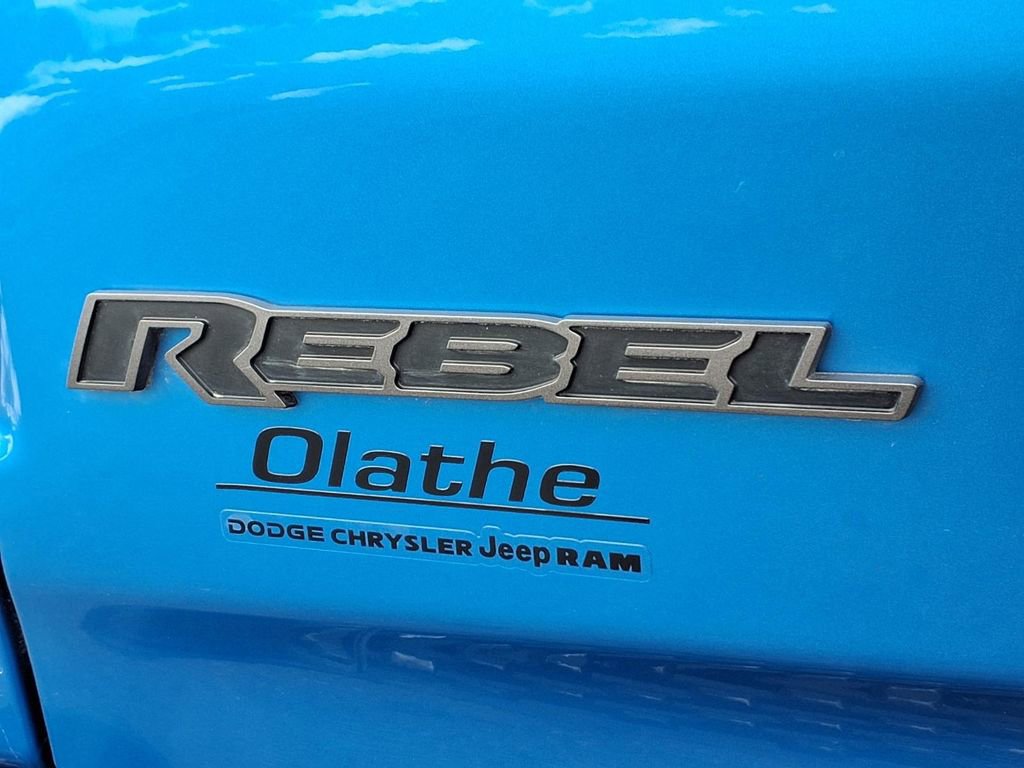 REBEL
Olathe
DODGE CHRYSLER Jeep RAM